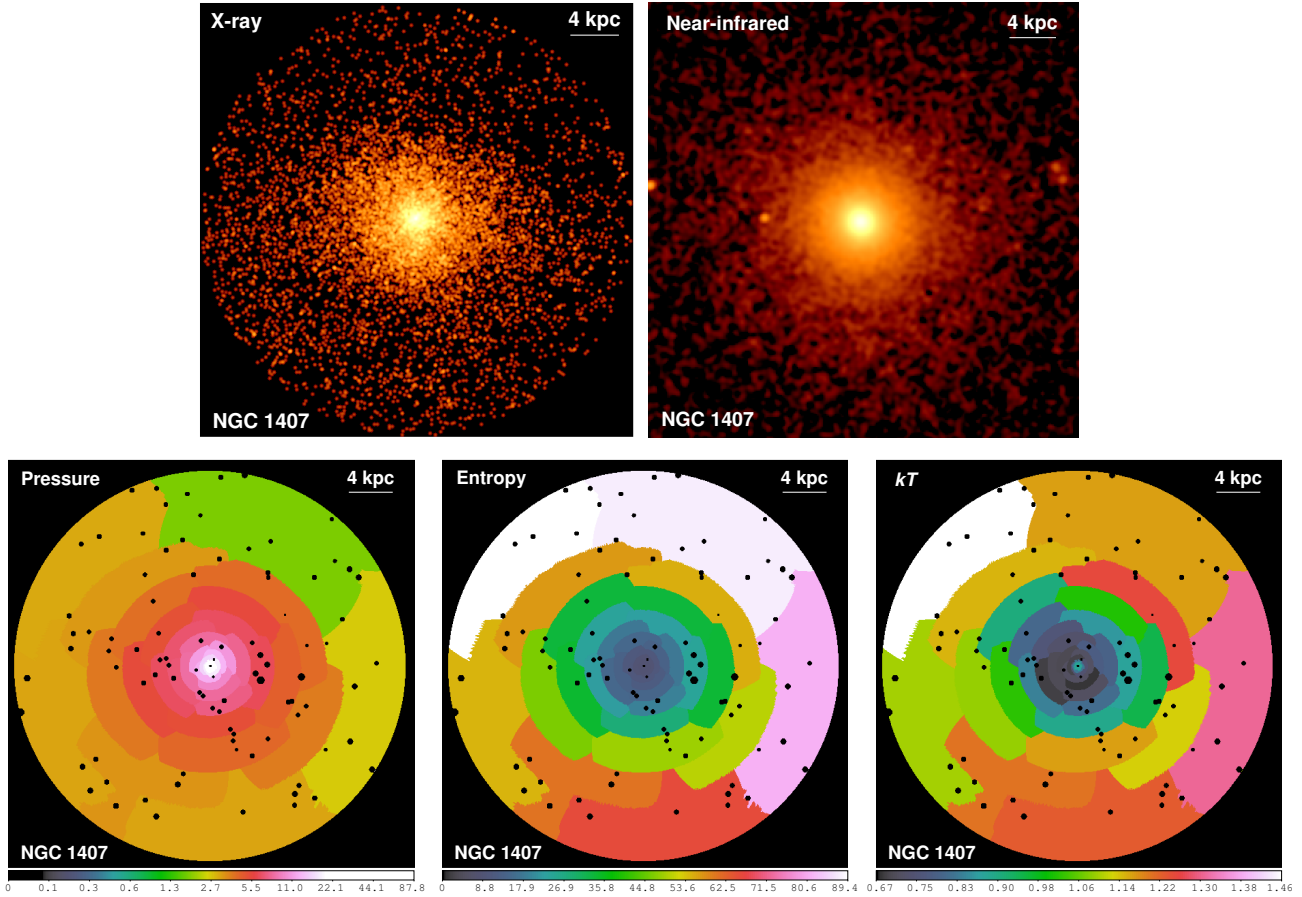 X-ray
4 kpc
NGC 1407
Near-infrared
4 kpc
NGC 1407
Pressure
4 kpc
NGC 1407
0 0.1 0.3 0.6 1.3 2.7 5.5 11.0 22.1 44.1 87.8
Entropy
4 kpc
NGC 1407
0 8.8 17.9 26.9 35.8 44.8 53.6 62.5 71.5 80.6 89.4
kT
4 kpc
NGC 1407
0.67 0.75 0.83 0.90 0.98 1.06 1.14 1.22 1.30 1.38 1.46